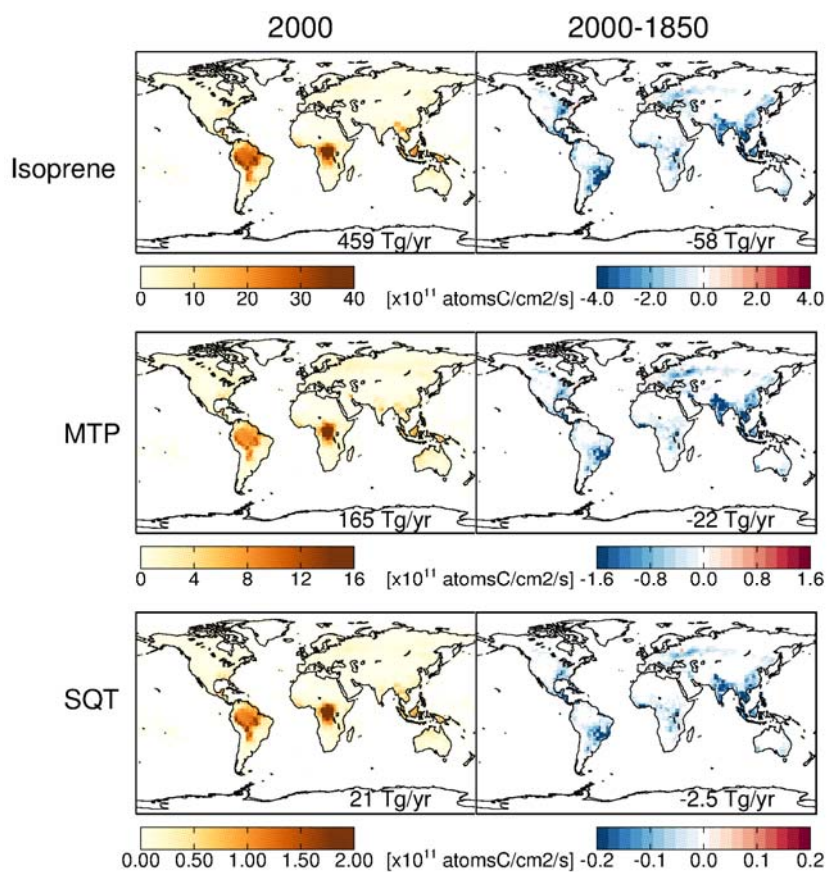 2000 2000-1850
Isoprene
459 Tg/yr -58 Tg/yr
0 10 20 30 40 [x10¹¹ atomsC/cm2/s] -4.0 -2.0 0.0 2.0 4.0
MTP
165 Tg/yr -22 Tg/yr
0 4 8 12 16 [x10¹¹ atomsC/cm2/s] -1.6 -0.8 0.0 0.8 1.6
SQT
21 Tg/yr -2.5 Tg/yr
0.00 0.50 1.00 1.50 2.00 [x10¹¹ atomsC/cm2/s] -0.2 -0.1 0.0 0.1 0.2